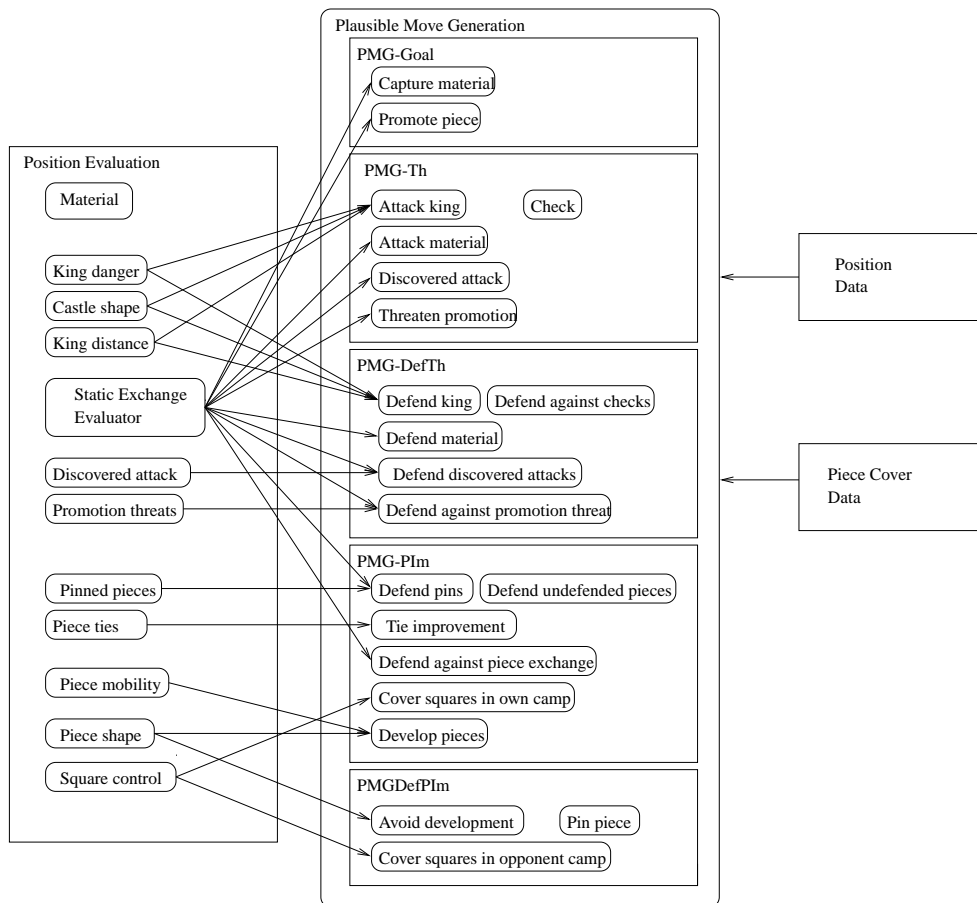 Plausible Move Generation
PMG-Goal
Capture material
Promote piece
Position Evaluation
Material
King danger
Castle shape
King distance
Static Exchange
Evaluator
Discovered attack
Promotion threats
Pinned pieces
Piece ties
Piece mobility
Piece shape
Square control
PMG-Th
Attack king
Check
Attack material
Discovered attack
Threaten promotion
PMG-DefTh
Defend king
Defend against checks
Defend material
Defend discovered attacks
Defend against promotion threat
PMG-PIm
Defend pins
Defend undefended pieces
Tie improvement
Defend against piece exchange
Cover squares in own camp
Develop pieces
PMGDefPIm
Avoid development
Pin piece
Cover squares in opponent camp
Position
Data
Piece Cover
Data